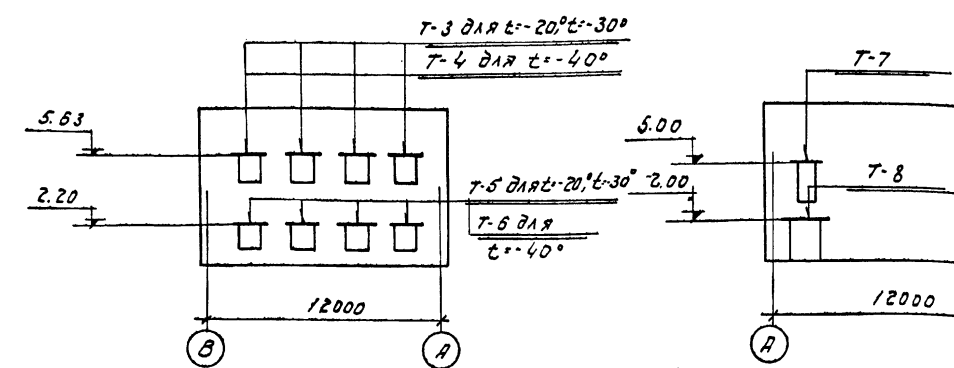 Т-3 для t=-20,° t=-30°
Т-4 для t=-40°
5.63
2.20
Т-5 для t=-20,° t=-30°
Т-6 для
t=-40°
12000
В
А
Т-7
5.00
Т-8
2.00
12000
А